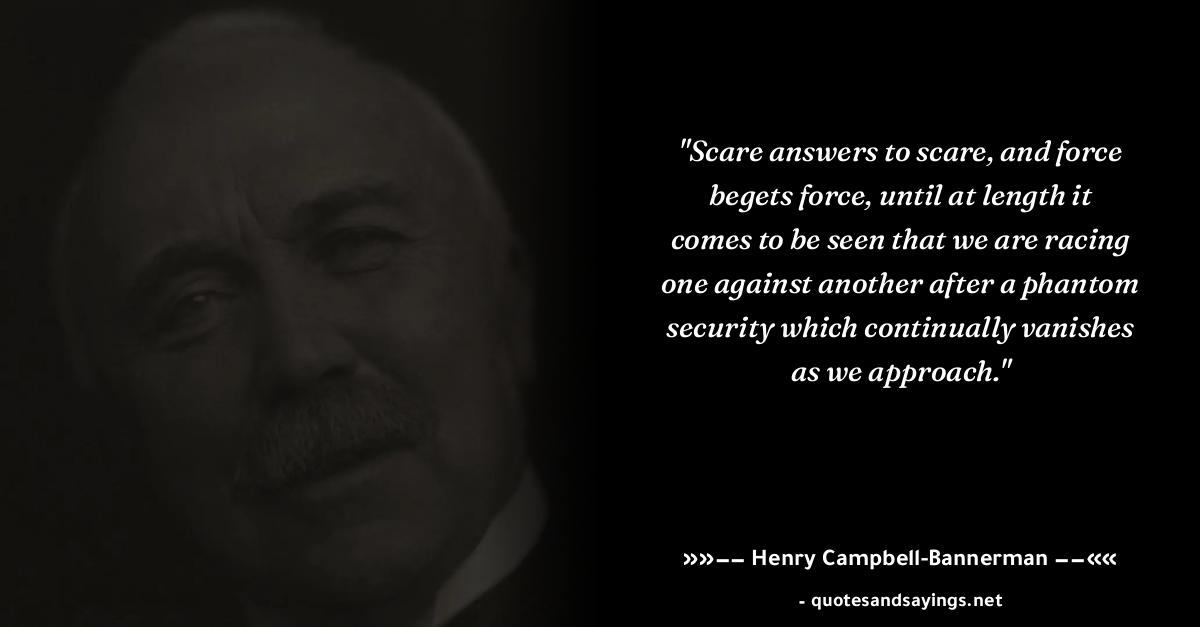 "Scare answers to scare, and force
begets force, until at length it
comes to be seen that we are racing
one against another after a phantom
security which continually vanishes
as we approach."
»»−− Henry Campbell-Bannerman −−««
- quotesandsayings.net